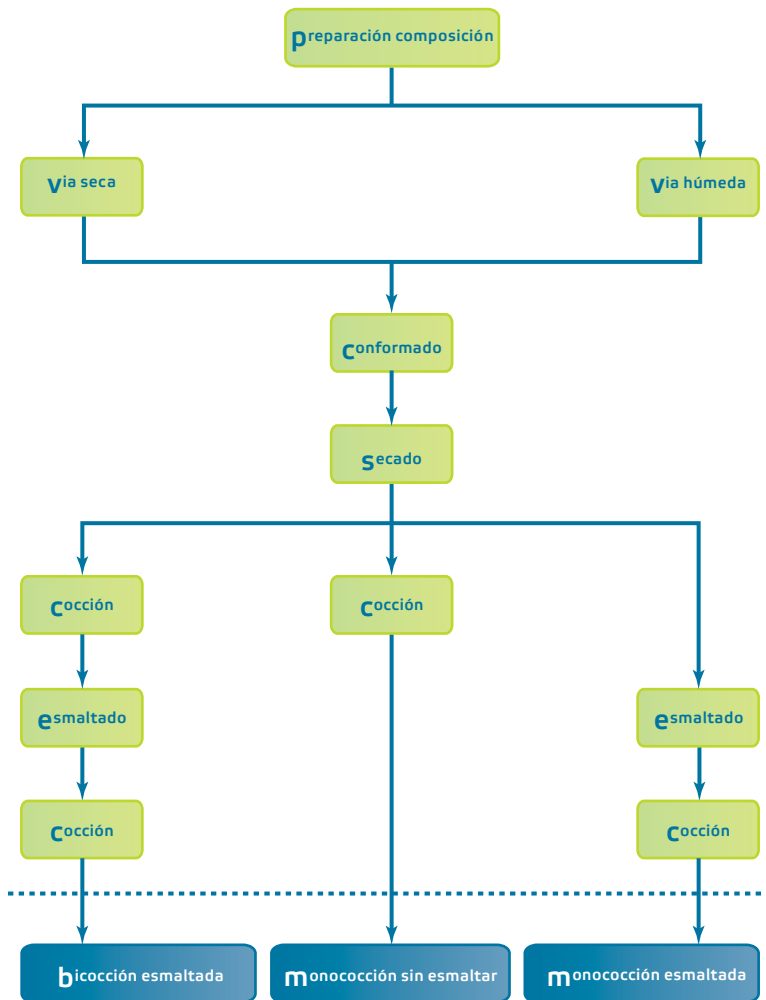 preparación composición
via seca
via húmeda
conformado
secado
cocción
cocción
esmaltado
esmaltado
cocción
cocción
bicocción esmaltada
monococción sin esmaltar
monococción esmaltada